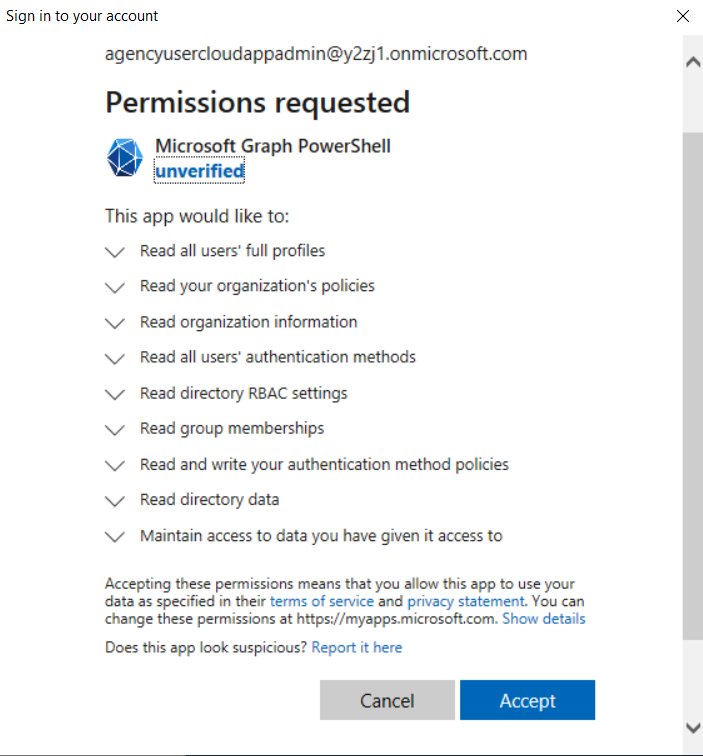 Sign in to your account
agencyusercloudappadmin@y2zj1.onmicrosoft.com
Permissions requested
Microsoft Graph PowerShell
unverified
This app would like to:
Read all users' full profiles
Read your organization's policies
Read organization information
Read all users' authentication methods
Read directory RBAC settings
Read group memberships
Read and write your authentication method policies
Read directory data
Maintain access to data you have given it access to
Accepting these permissions means that you allow this app to use your
data as specified in their terms of service and privacy statement. You can
change these permissions at https://myapps.microsoft.com. Show details
Does this app look suspicious? Report it here
Cancel Accept